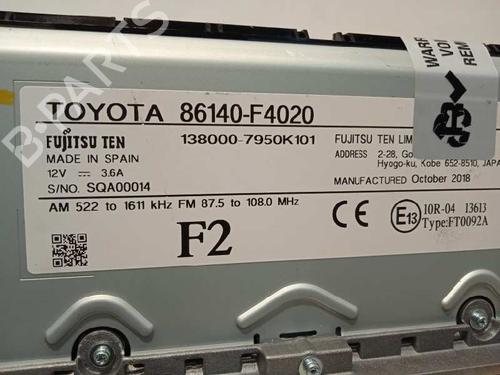 WARR
VOI
REM
TOYOTA 86140-F4020
FUJITSU TEN 138000-7950K101 FUJITSU TEN LIM
MADE IN SPAIN ADDRESS 2-28, Go
Hyogo-ku, Kobe 652-8510, JAPA
12V 3.6A
S/NO. SQA00014 MANUFACTURED October 2018
AM 522 to 1611 kHz FM 87.5 to 108.0 MHz
F2 CE E13 10R-04 13613
Type:FT0092A
B-PARTS